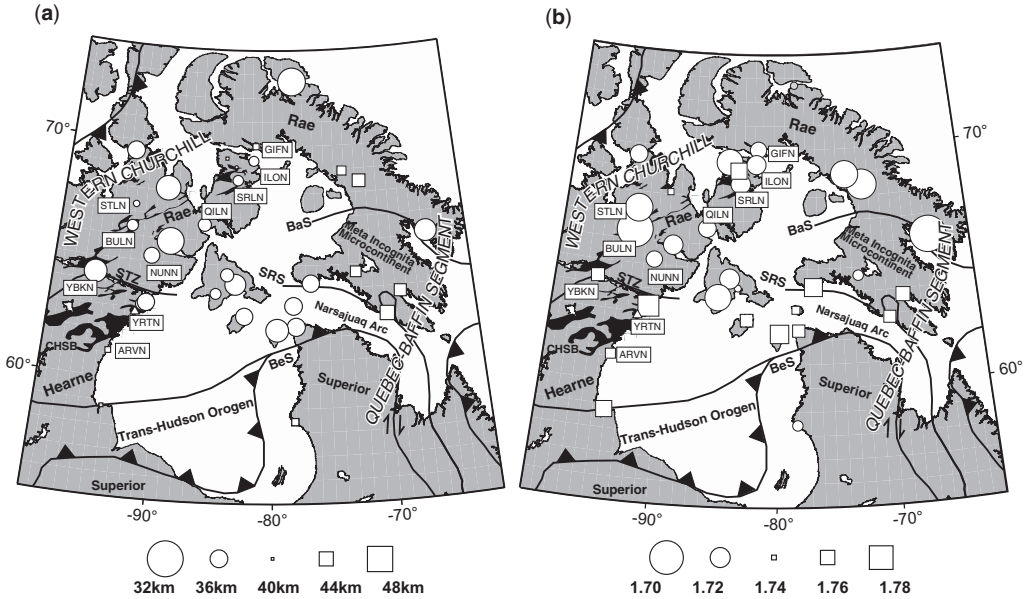 (a)
70°
60°
WESTERN CHURCHILL
Rae
GIFN
ILON
SRLN
STLN
Rae
QILN
BULN
BaS
Meta Incognita
Microcontinent
NUNN
STZ
YBKN
SRS
YRTN
Narsajuaq Arc
CHSB
ARVN
BeS
QUEBEC-BAFFIN SEGMENT
Hearne
Superior
Trans-Hudson Orogen
Superior
-90°
-80°
-70°
32km
36km
40km
44km
48km
(b)
70°
60°
WESTERN CHURCHILL
Rae
GIFN
ILON
SRLN
STLN
Rae
QILN
BULN
BaS
Meta Incognita
Microcontinent
NUNN
STZ
YBKN
SRS
YRTN
Narsajuaq Arc
CHSB
ARVN
BeS
QUEBEC-BAFFIN SEGMENT
Hearne
Superior
Trans-Hudson Orogen
Superior
-90°
-80°
-70°
1.70
1.72
1.74
1.76
1.78